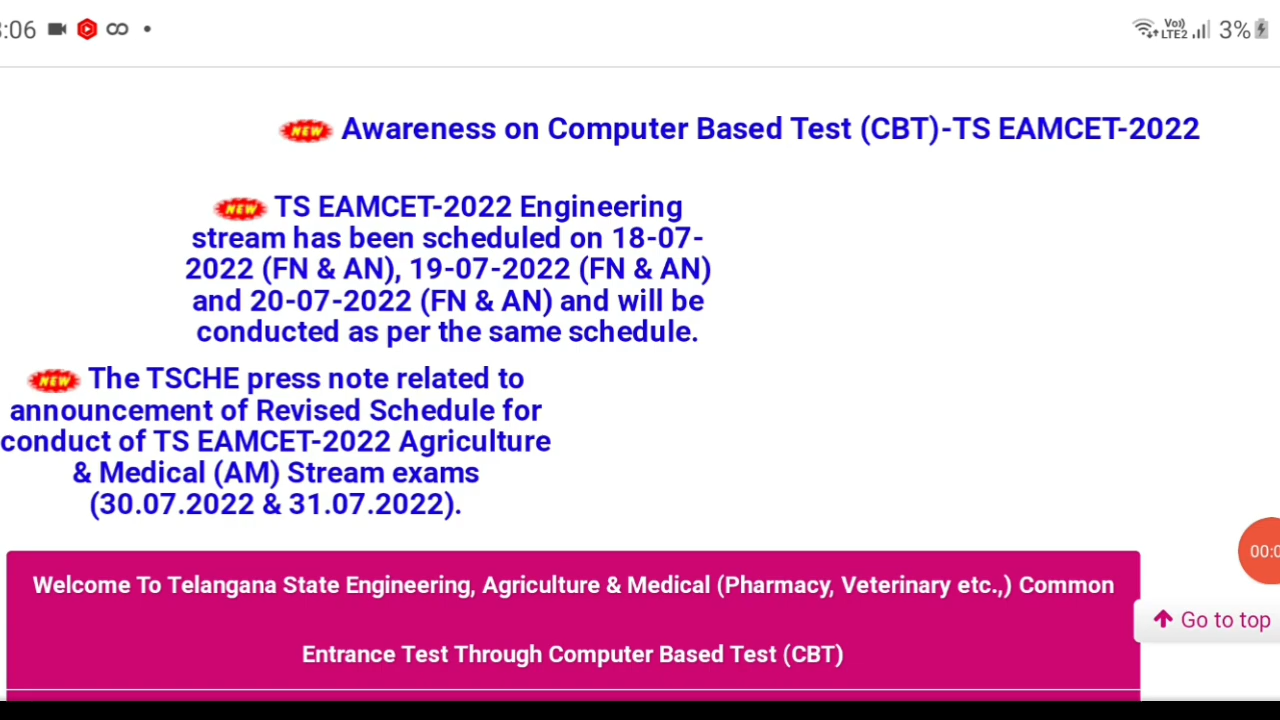 :06
Vo))
LTE2
3%
NEW Awareness on Computer Based Test (CBT)-TS EAMCET-2022
NEW TS EAMCET-2022 Engineering
stream has been scheduled on 18-07-
2022 (FN & AN), 19-07-2022 (FN & AN)
and 20-07-2022 (FN & AN) and will be
conducted as per the same schedule.
NEW The TSCHE press note related to
announcement of Revised Schedule for
conduct of TS EAMCET-2022 Agriculture
& Medical (AM) Stream exams
(30.07.2022 & 31.07.2022).
00:0
Welcome To Telangana State Engineering, Agriculture & Medical (Pharmacy, Veterinary etc.,) Common
Go to top
Entrance Test Through Computer Based Test (CBT)